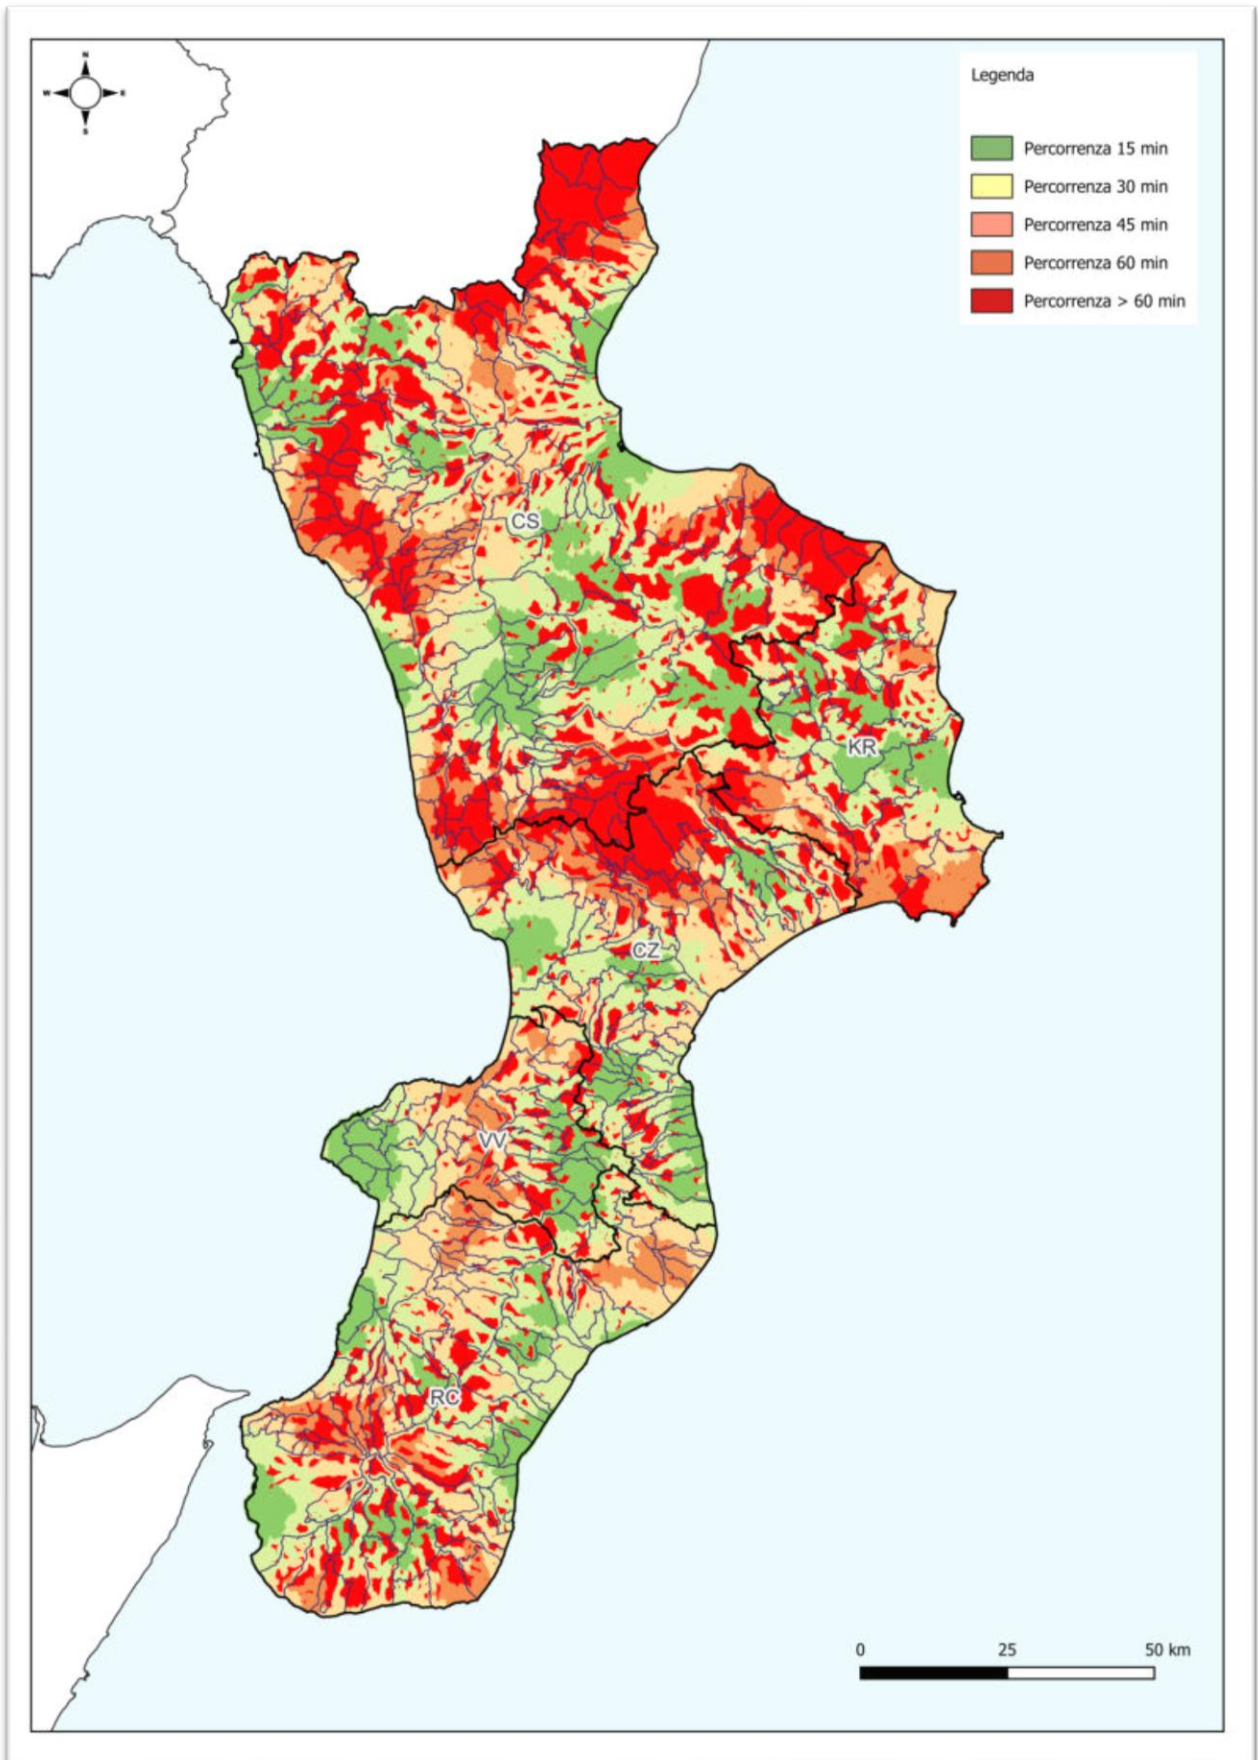 N
W E
S
Legenda
Percorrenza 15 min
Percorrenza 30 min
Percorrenza 45 min
Percorrenza 60 min
Percorrenza > 60 min
CS
KR
CZ
VV
RC
0 25 50 km